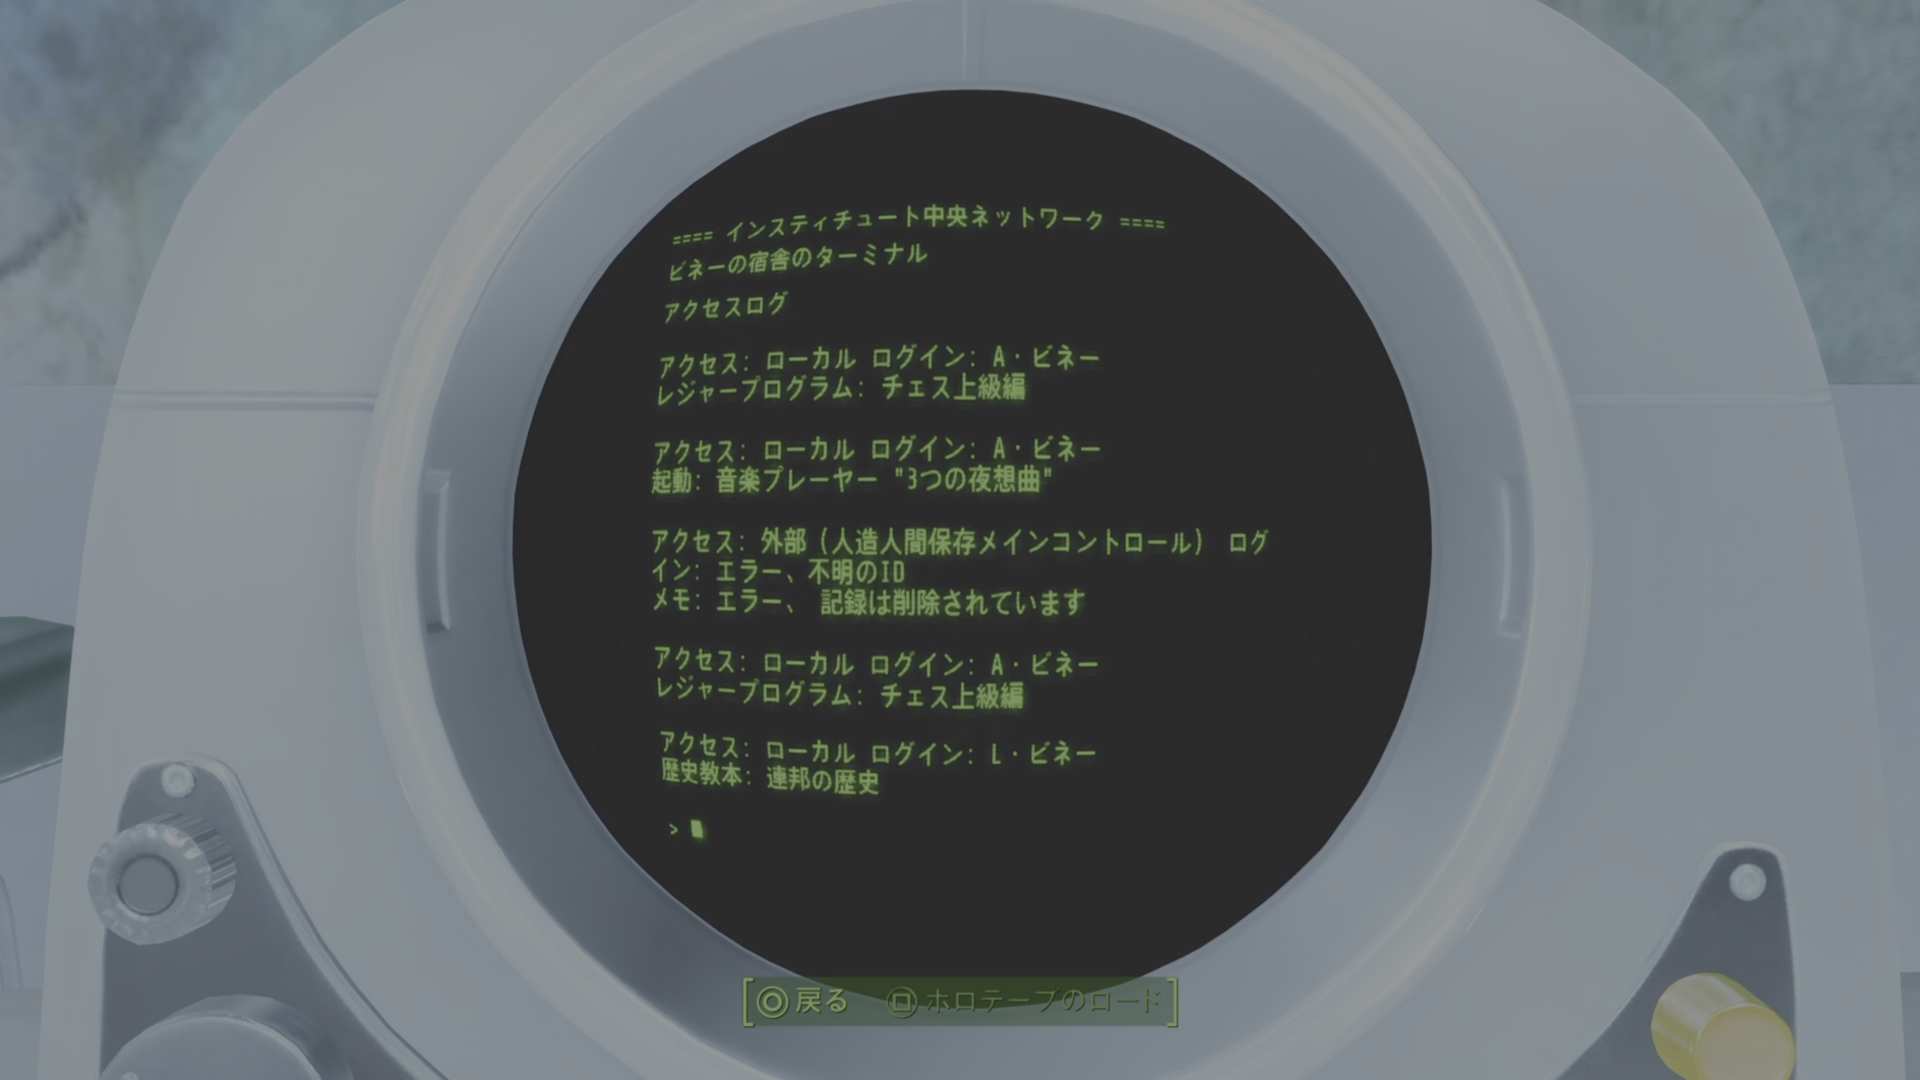 ==== インスティチュート中央ネットワーク ====
ビネーの宿舎のターミナル
アクセスログ
アクセス: ローカル ログイン: A・ビネー
レジャープログラム: チェス上級編
アクセス: ローカル ログイン: A・ビネー
起動: 音楽プレーヤー "3つの夜想曲"
アクセス: 外部（人造人間保存メインコントロール） ログ
イン: エラー、不明のID
メモ: エラー、 記録は削除されています
アクセス: ローカル ログイン: A・ビネー
レジャープログラム: チェス上級編
アクセス: ローカル ログイン: L・ビネー
歴史教本: 連邦の歴史
>
戻る ホロテープのロード